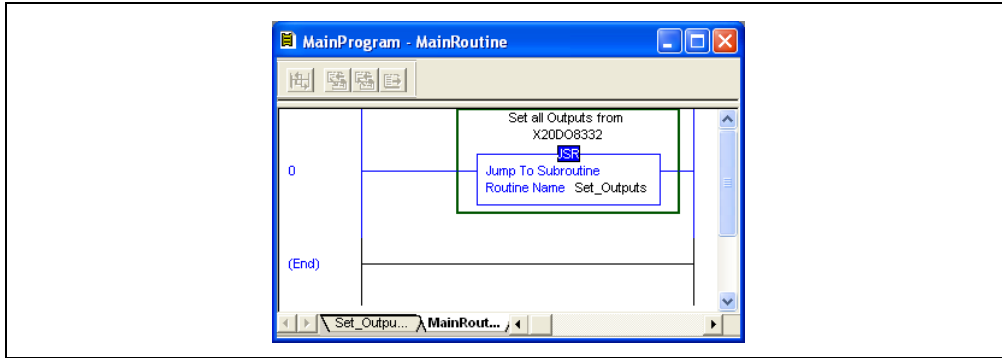 MainProgram - MainRoutine
Set all Outputs from
X20DO8332
JSR
0
Jump To Subroutine
Routine Name Set_Outputs
(End)
Set_Outpu...
MainRout...